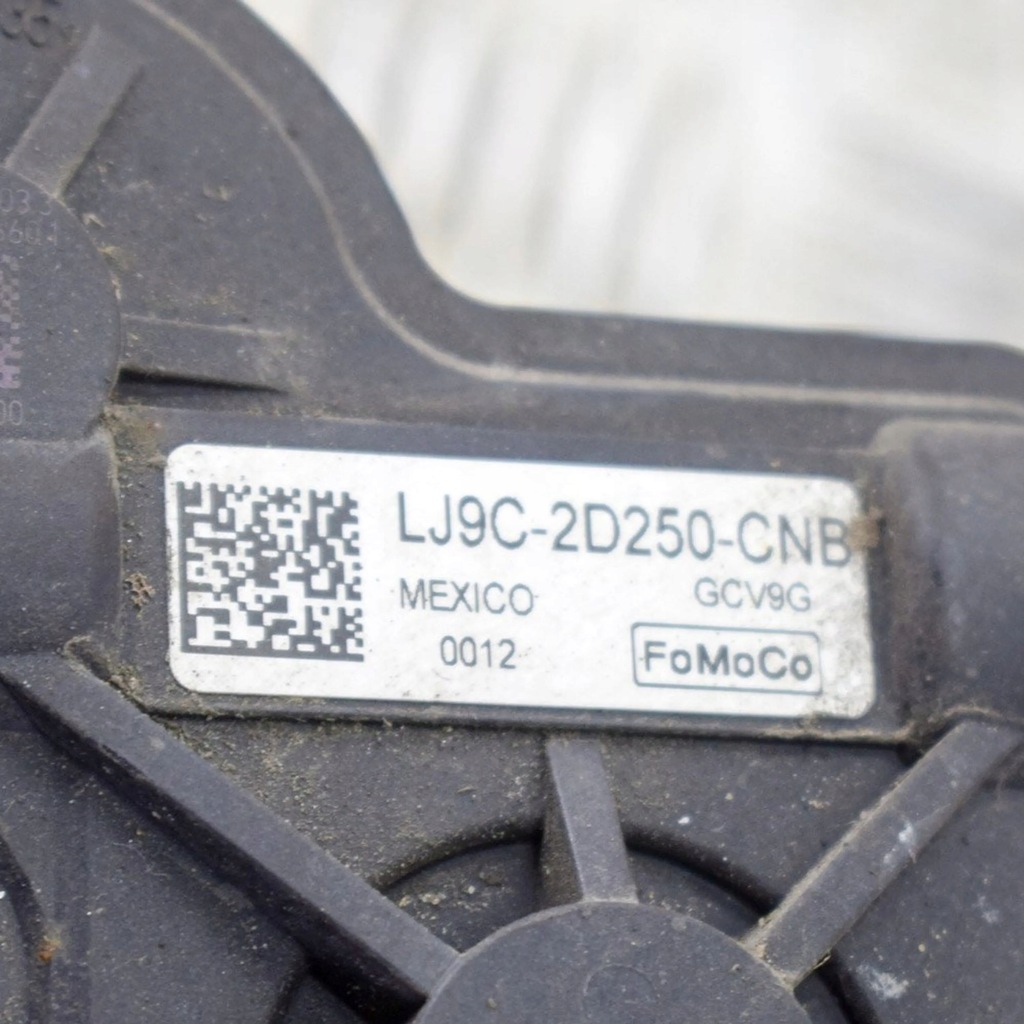 LJ9C-2D250-CNB
MEXICO GCV9G
0012 FoMoCo